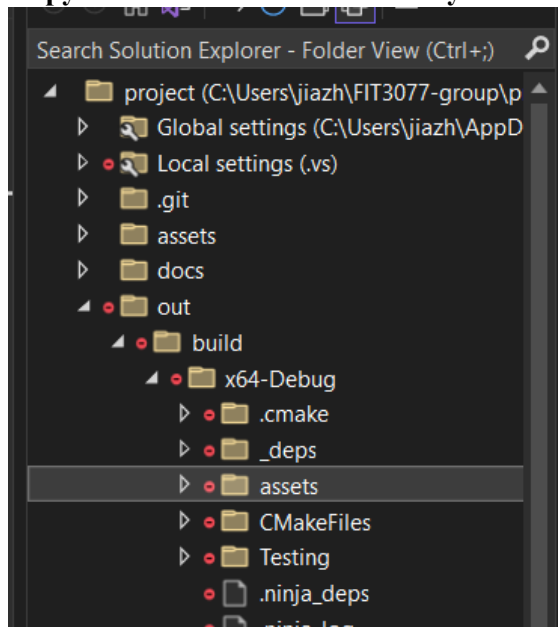 Search Solution Explorer - Folder View (Ctrl+;)
project (C:\Users\jiazh\FIT3077-group\p
Global settings (C:\Users\jiazh\AppD
Local settings (.vs)
.git
assets
docs
out
build
x64-Debug
.cmake
_deps
assets
CMakeFiles
Testing
.ninja_deps
.ninja_log